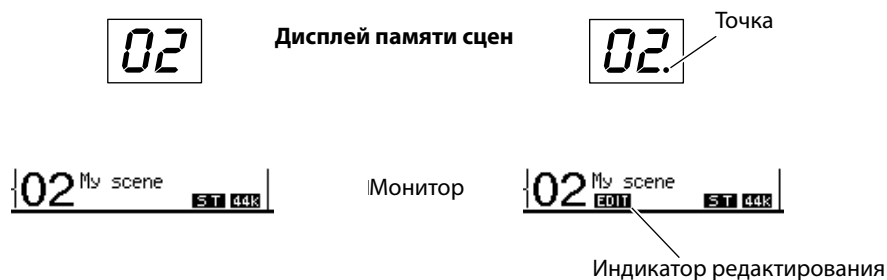 Точка
02
Дисплей памяти сцен
02.
02 My scene
ST 44k
Монитор
02 My scene
EDIT ST 44k
Индикатор редактирования